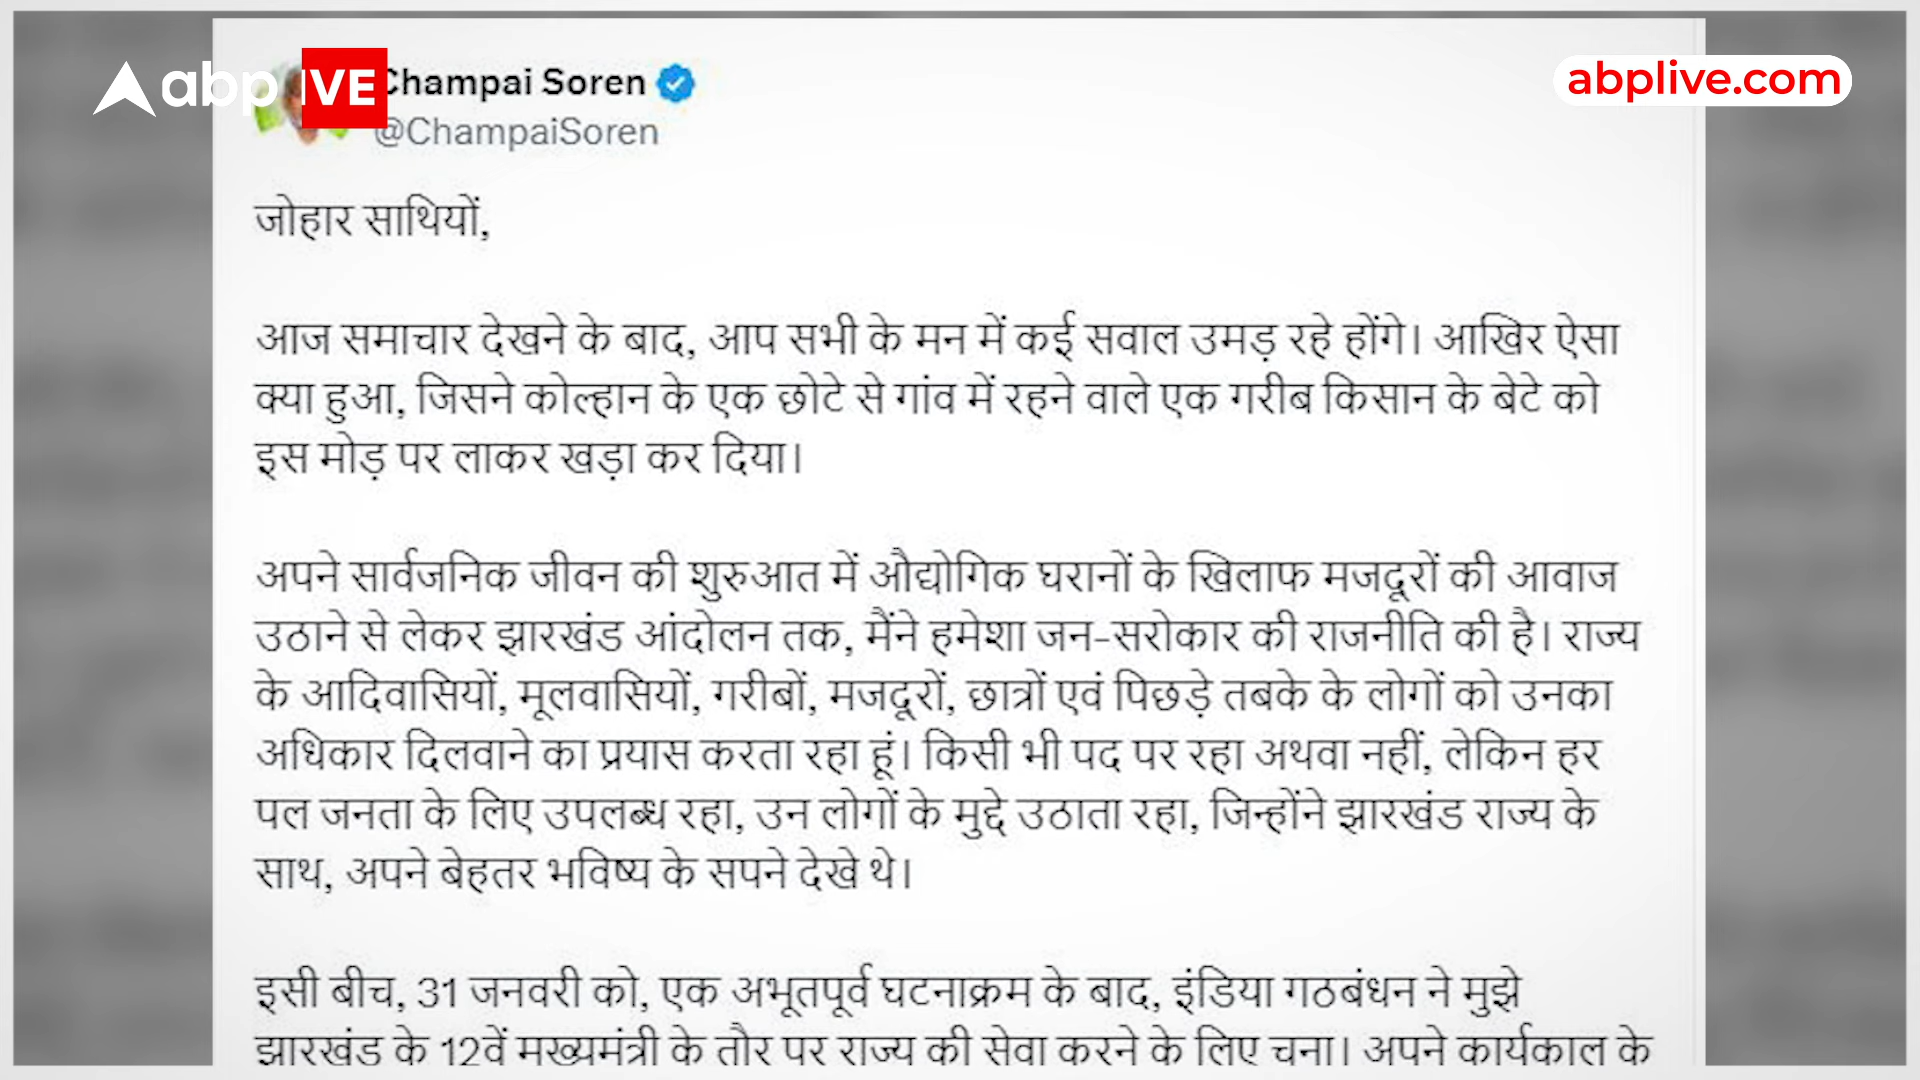 abp LIVE
abplive.com
Champai Soren
@ChampaiSoren
जोहार साथियों,
आज समाचार देखने के बाद, आप सभी के मन में कई सवाल उमड़ रहे होंगे। आखिर ऐसा
क्या हुआ, जिसने कोल्हान के एक छोटे से गांव में रहने वाले एक गरीब किसान के बेटे को
इस मोड़ पर लाकर खड़ा कर दिया।
अपने सार्वजनिक जीवन की शुरुआत में औद्योगिक घरानों के खिलाफ मजदूरों की आवाज
उठाने से लेकर झारखंड आंदोलन तक, मैंने हमेशा जन-सरोकार की राजनीति की है। राज्य
के आदिवासियों, मूलवासियों, गरीबों, मजदूरों, छात्रों एवं पिछड़े तबके के लोगों को उनका
अधिकार दिलवाने का प्रयास करता रहा हूं। किसी भी पद पर रहा अथवा नहीं, लेकिन हर
पल जनता के लिए उपलब्ध रहा, उन लोगों के मुद्दे उठाता रहा, जिन्होंने झारखंड राज्य के
साथ, अपने बेहतर भविष्य के सपने देखे थे।
इसी बीच, 31 जनवरी को, एक अभूतपूर्व घटनाक्रम के बाद, इंडिया गठबंधन ने मुझे
झारखंड के 12वें मुख्यमंत्री के तौर पर राज्य की सेवा करने के लिए चुना। अपने कार्यकाल के